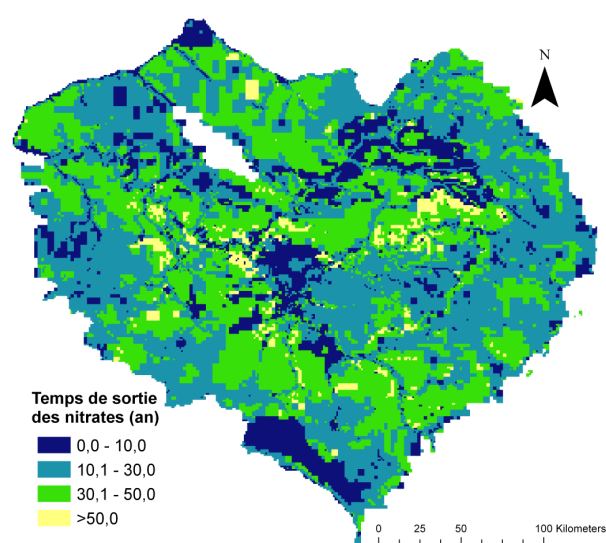 N
Temps de sortie
des nitrates (an)
0,0 - 10,0
10,1 - 30,0
30,1 - 50,0
>50,0
0 25 50 100 Kilometers